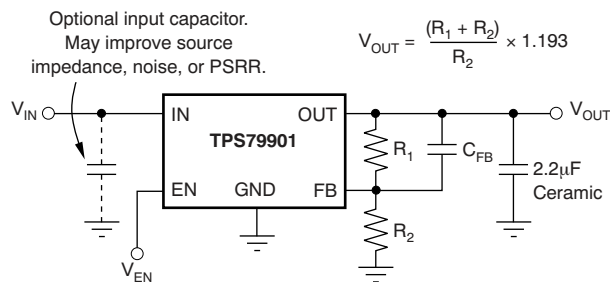 Optional input capacitor.
May improve source
impedance, noise, or PSRR.
V_OUT = (R_1 + R_2) / R_2 × 1.193
V_IN
IN
OUT
V_OUT
TPS79901
R_1
C_FB
2.2μF
Ceramic
EN
GND
FB
R_2
V_EN